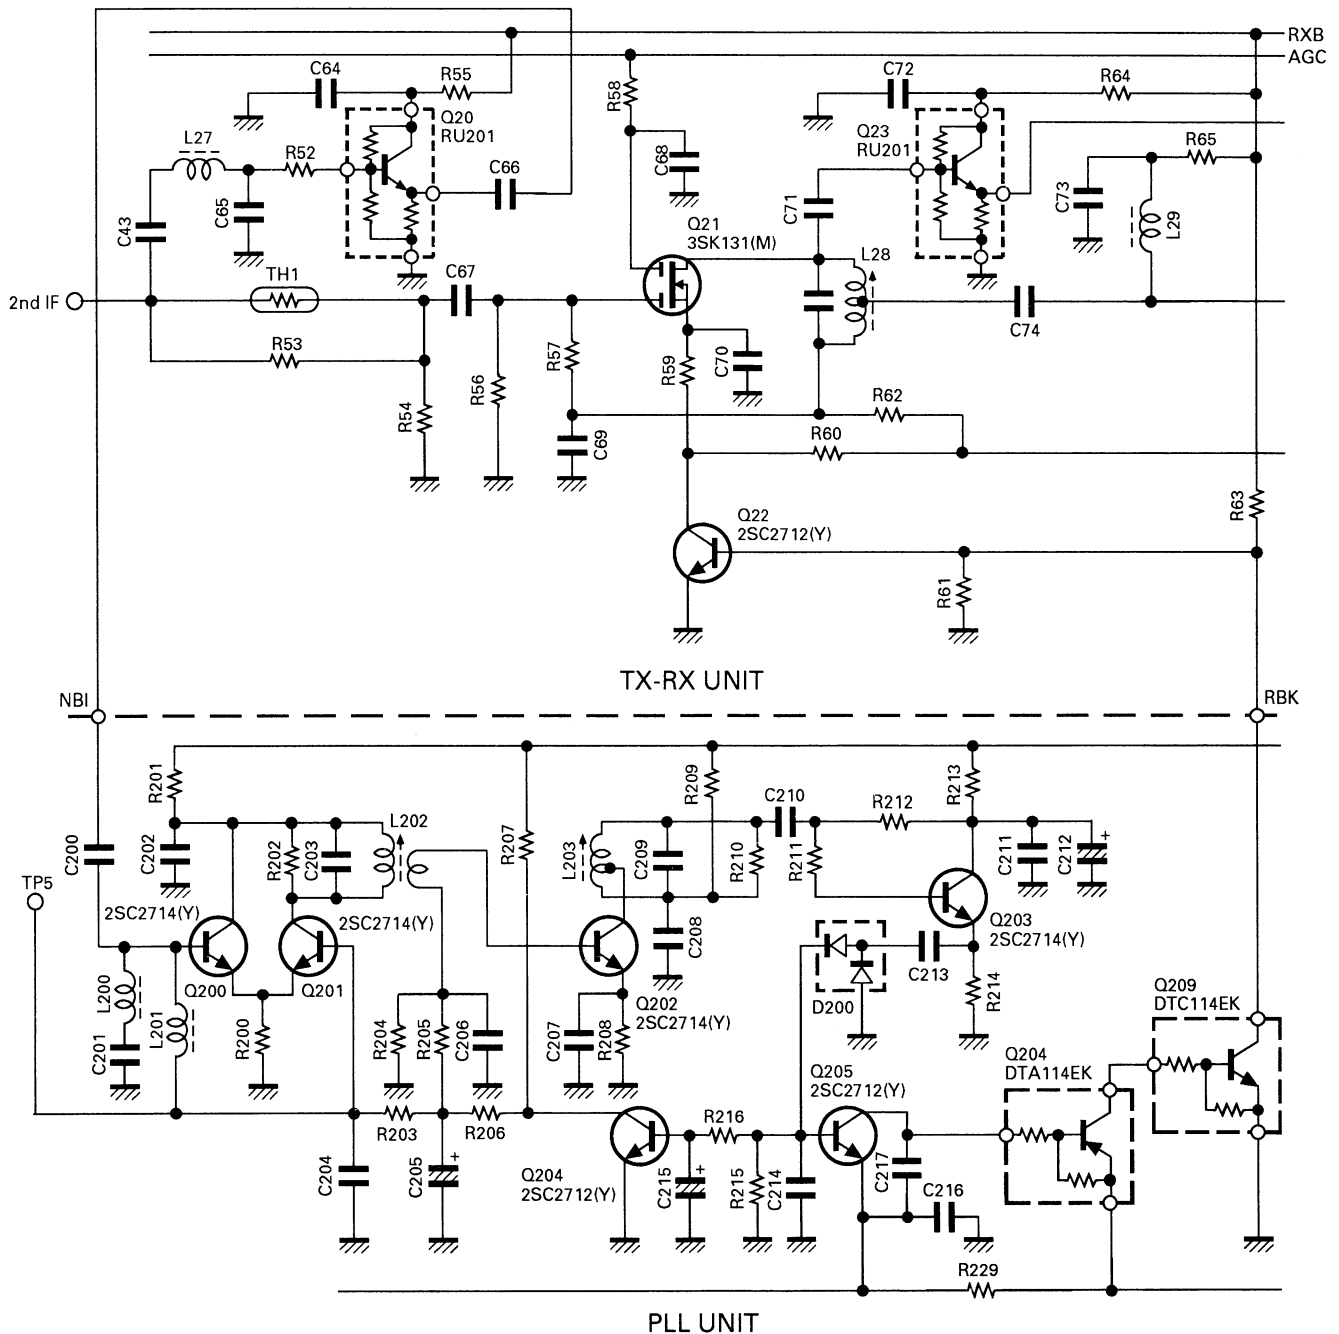 RXB
AGC
C64
R55
Q20
RU201
L27
R52
C65
C43
C66
2nd IF
TH1
C67
R53
R54
R56
R57
C69
R58
C68
Q21
3SK131(M)
R59
C70
C71
L28
C72
Q23
RU201
R64
R65
C73
L29
C74
R62
R60
R63
Q22
2SC2712(Y)
R61
TX-RX UNIT
NBI
RBK
R201
C200
C202
R202
C203
L202
TP5
2SC2714(Y)
2SC2714(Y)
Q200
Q201
L200
C201
L201
R200
R204
R205
C206
R207
L203
C209
R209
R210
C208
C210
R211
R212
R213
C211
C212
+
Q203
2SC2714(Y)
C213
D200
R214
Q202
2SC2714(Y)
C207
R208
Q209
DTC114EK
Q204
DTA114EK
Q205
2SC2712(Y)
R203
R206
C204
C205
+
Q204
2SC2712(Y)
R216
C215
+
R215
C214
C217
C216
R229
PLL UNIT